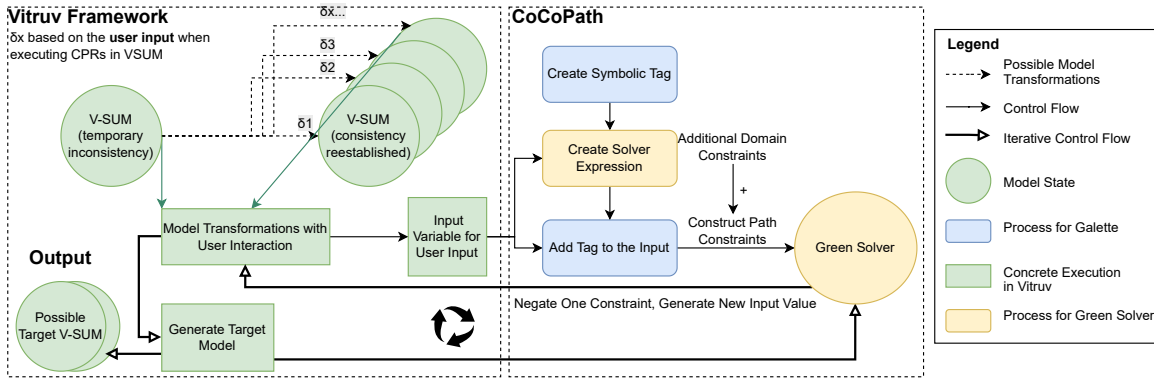 Vitruv Framework
δx based on the user input when
executing CPRs in VSUM
δx...
δ3
δ2
δ1
V-SUM
(temporary
inconsistency)
V-SUM
(consistency
reestablished)
Model Transformations with
User Interaction
Input
Variable for
User Input
Output
Possible
Target V-SUM
Generate Target
Model
CoCoPath
Create Symbolic Tag
Create Solver
Expression
Additional Domain
Constraints
+
Add Tag to the Input
Construct Path
Constraints
Green Solver
Negate One Constraint, Generate New Input Value
Legend
Possible Model
Transformations
Control Flow
Iterative Control Flow
Model State
Process for Galette
Concrete Execution
in Vitruv
Process for Green Solver